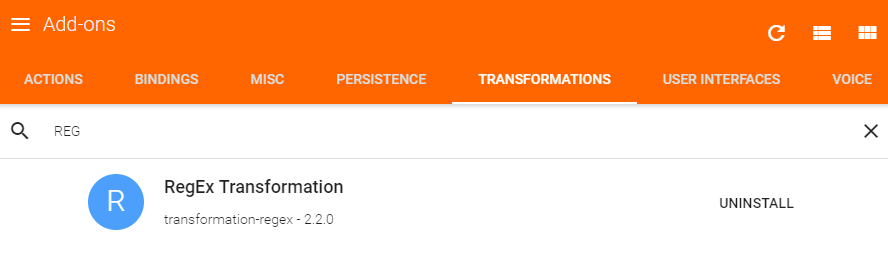 Add-ons
ACTIONS BINDINGS MISC PERSISTENCE TRANSFORMATIONS USER INTERFACES VOICE
REG
R
RegEx Transformation
transformation-regex - 2.2.0
UNINSTALL